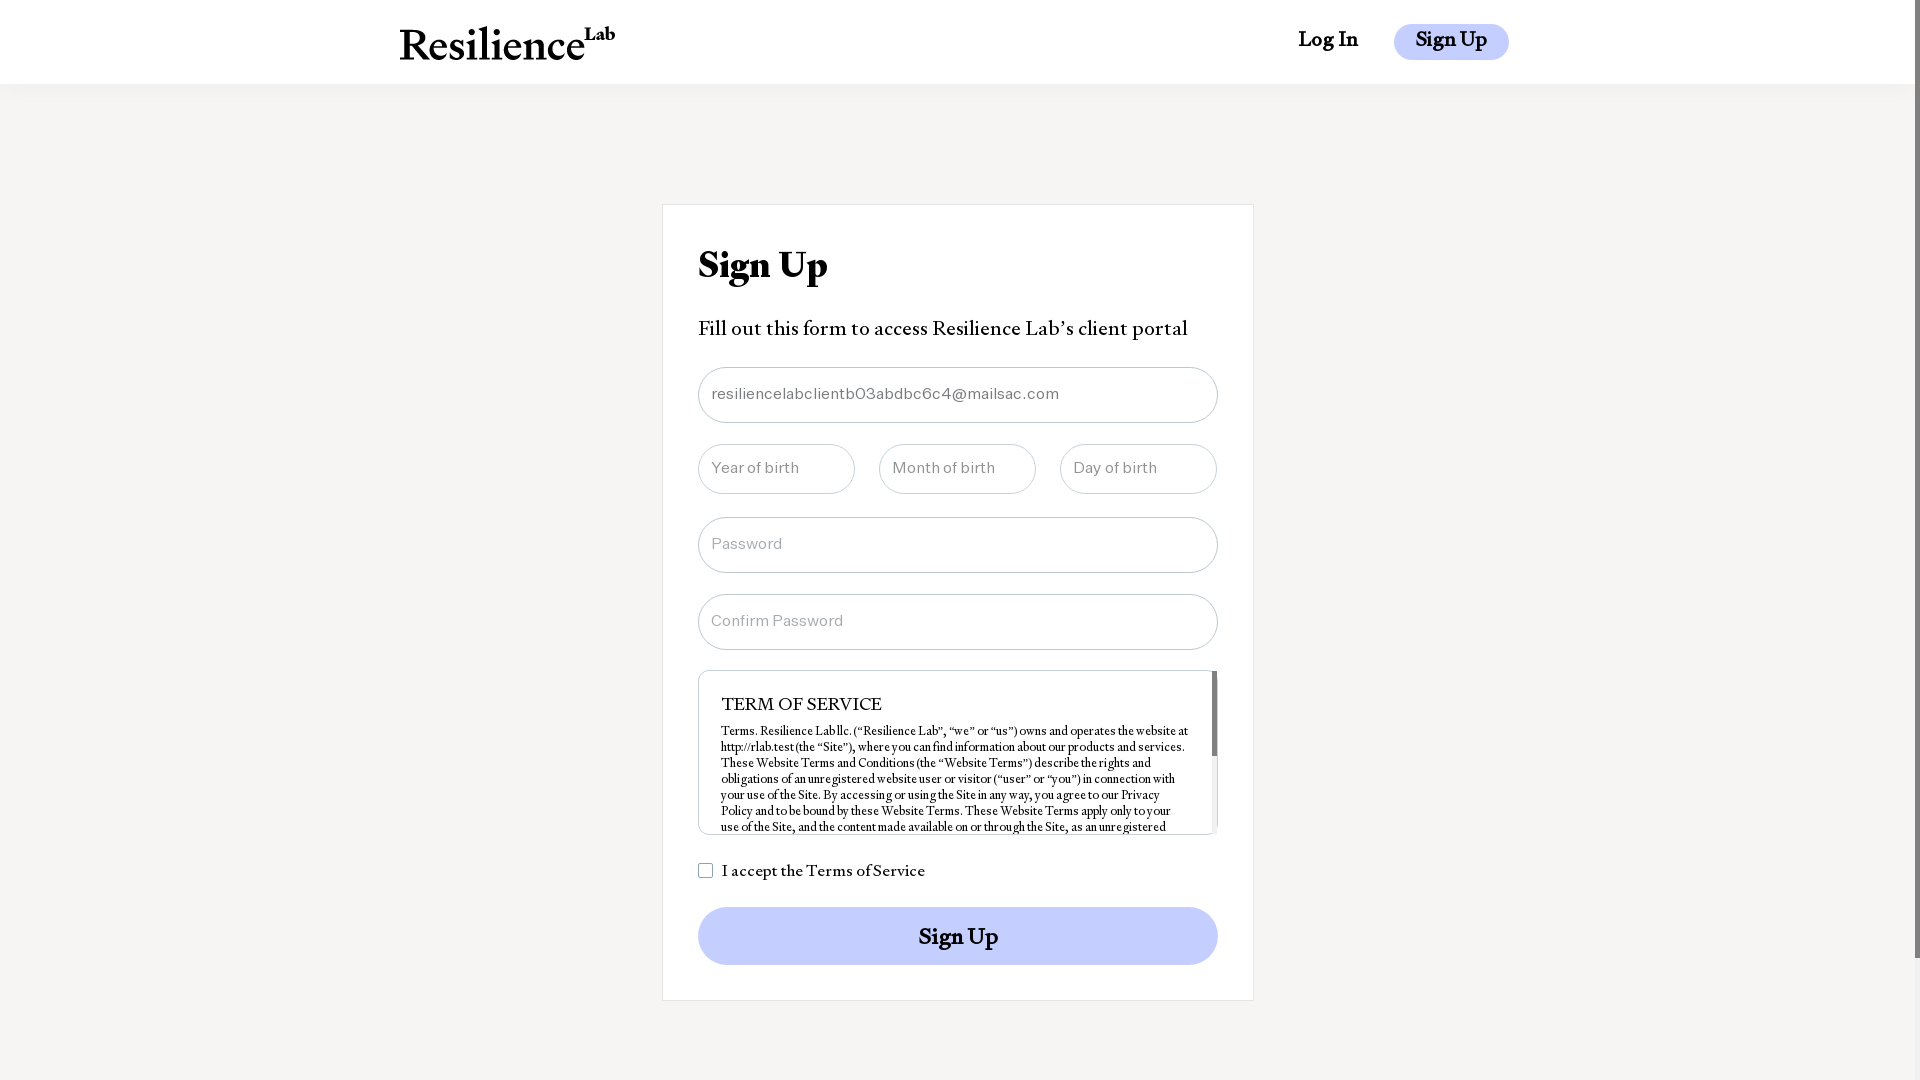 Resilience Lab
Log In
Sign Up
Sign Up
Fill out this form to access Resilience Lab’s client portal
resiliencelabclientb03abdbc6c4@mailsac.com
Year of birth
Month of birth
Day of birth
Password
Confirm Password
TERM OF SERVICE
Terms. Resilience Lab llc. (“Resilience Lab”, “we” or “us”) owns and operates the website at
http://rlab.test (the “Site”), where you can find information about our products and services.
These Website Terms and Conditions (the “Website Terms”) describe the rights and
obligations of an unregistered website user or visitor (“user” or “you”) in connection with
your use of the Site. By accessing or using the Site in any way, you agree to our Privacy
Policy and to be bound by these Website Terms. These Website Terms apply only to your
use of the Site, and the content made available on or through the Site, as an unregistered
I accept the Terms of Service
Sign Up